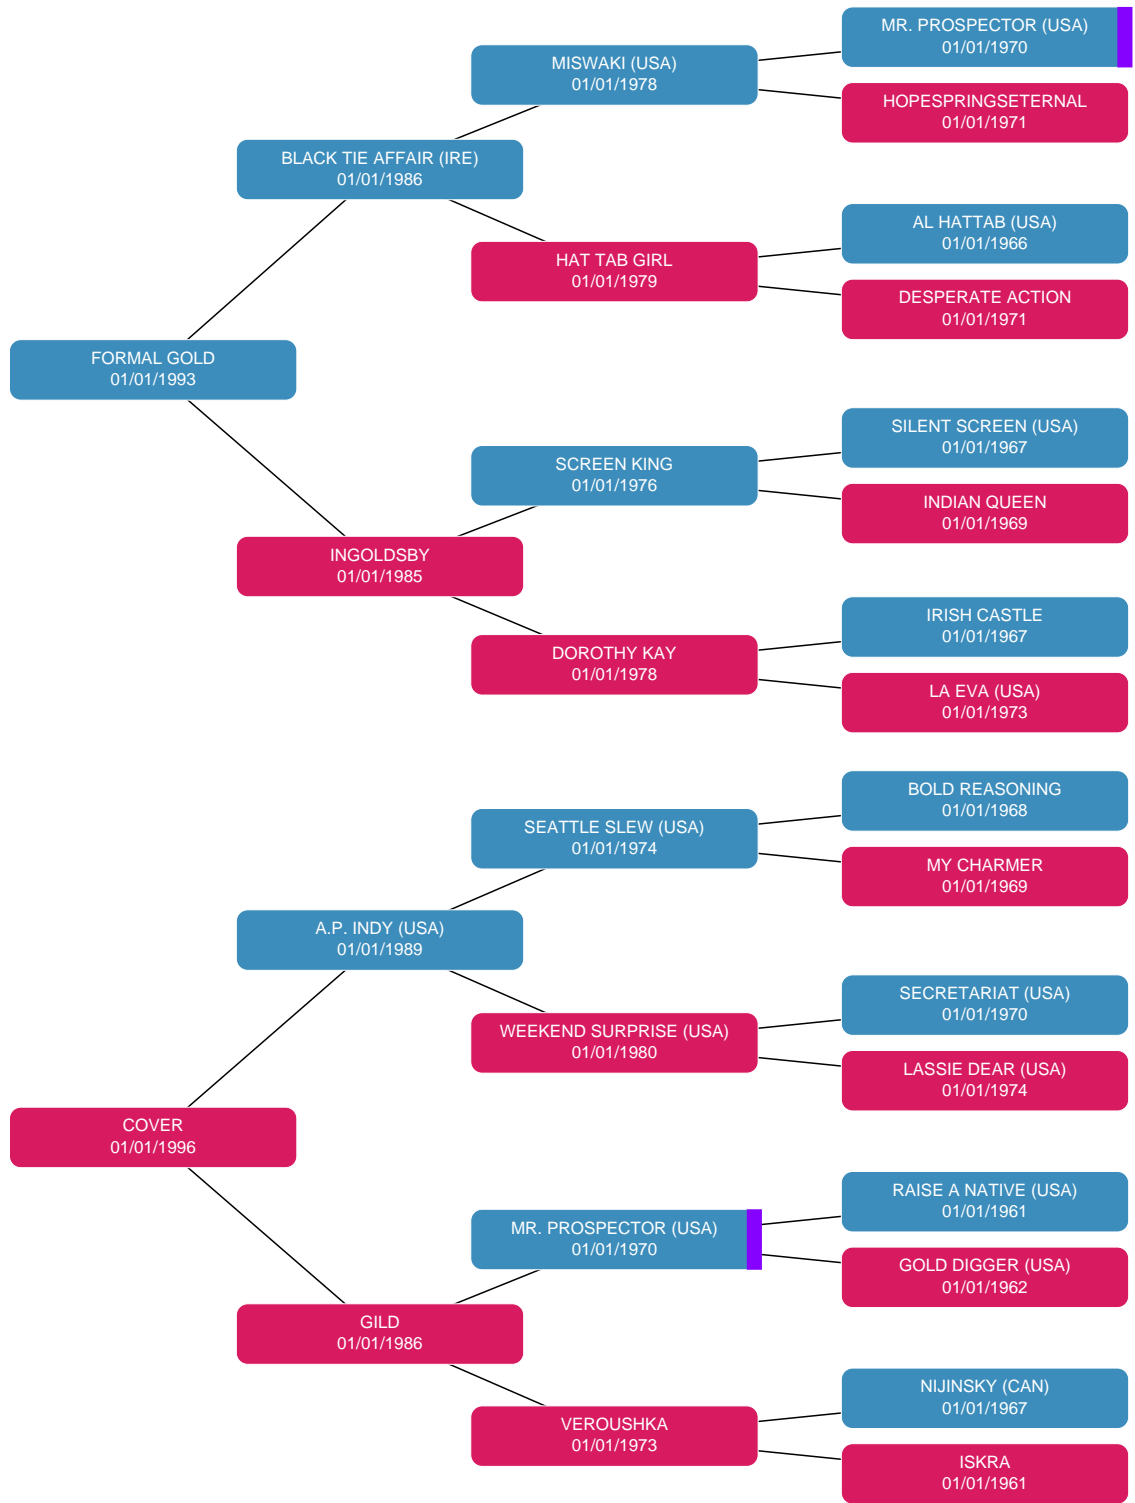 MR. PROSPECTOR (USA)
01/01/1970
MISWAKI (USA)
01/01/1978
HOPESPRINGSETERNAL
01/01/1971
BLACK TIE AFFAIR (IRE)
01/01/1986
AL HATTAB (USA)
01/01/1966
HAT TAB GIRL
01/01/1979
DESPERATE ACTION
01/01/1971
FORMAL GOLD
01/01/1993
SILENT SCREEN (USA)
01/01/1967
SCREEN KING
01/01/1976
INDIAN QUEEN
01/01/1969
INGOLDSBY
01/01/1985
IRISH CASTLE
01/01/1967
DOROTHY KAY
01/01/1978
LA EVA (USA)
01/01/1973
BOLD REASONING
01/01/1968
SEATTLE SLEW (USA)
01/01/1974
MY CHARMER
01/01/1969
A.P. INDY (USA)
01/01/1989
SECRETARIAT (USA)
01/01/1970
WEEKEND SURPRISE (USA)
01/01/1980
LASSIE DEAR (USA)
01/01/1974
COVER
01/01/1996
RAISE A NATIVE (USA)
01/01/1961
MR. PROSPECTOR (USA)
01/01/1970
GOLD DIGGER (USA)
01/01/1962
GILD
01/01/1986
NIJINSKY (CAN)
01/01/1967
VEROUSHKA
01/01/1973
ISKRA
01/01/1961